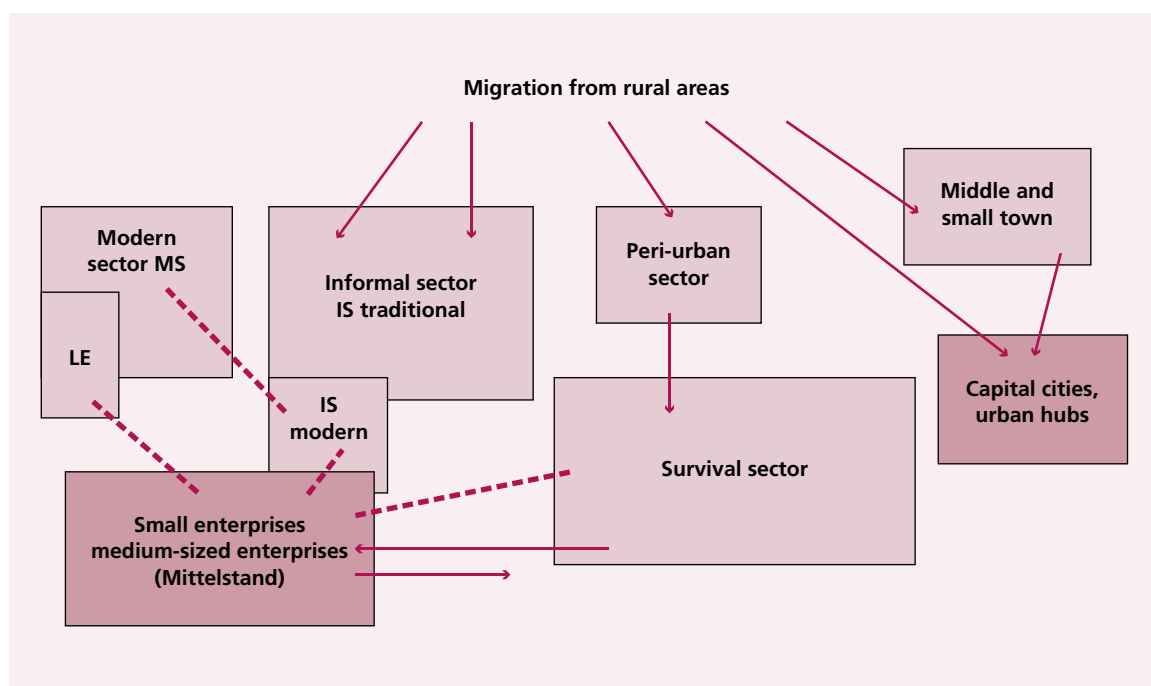 Migration from rural areas
Middle and
small town
Modern
sector MS
Informal sector
IS traditional
Peri-urban
sector
LE
IS
modern
Capital cities,
urban hubs
Survival sector
Small enterprises
medium-sized enterprises
(Mittelstand)